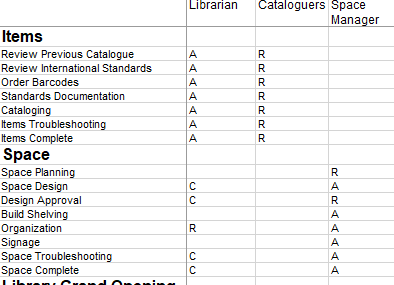 Librarian Cataloguers Space
Manager
Items
Review Previous Catalogue A R
Review International Standards A R
Order Barcodes A R
Standards Documentation A R
Cataloging A R
Items Troubleshooting A R
Items Complete A R
Space
Space Planning R
Space Design C A
Design Approval C R
Build Shelving A
Organization R A
Signage A
Space Troubleshooting C A
Space Complete C A
Library Grand Opening